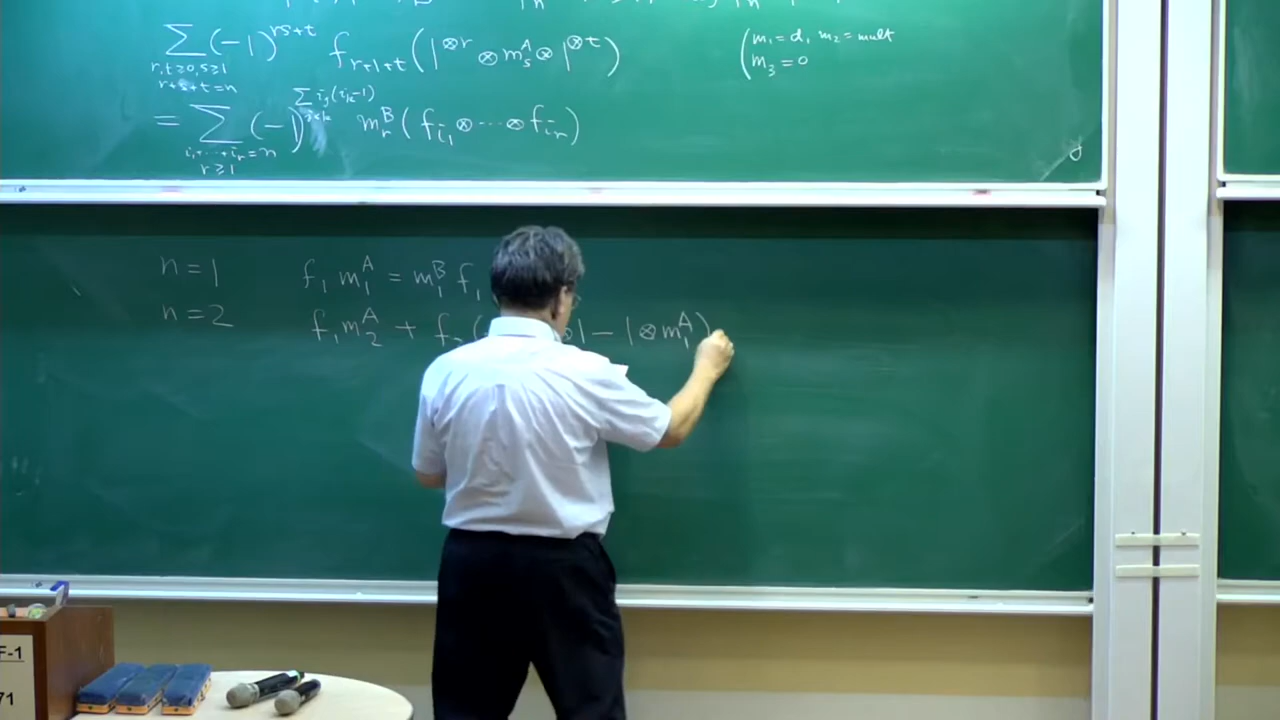 ∑ (-1)^{rs+t} f_{r+1+t} (1^{⊗r} ⊗ m_s^A ⊗ 1^{⊗t})
r,t≥0, s≥1
r+s+t=n
(m_1 = d, m_2 = mult
m_3 = 0
= ∑ (-1)^{∑ i_j(i_k-1)} m_r^B (f_{i_1} ⊗ ⋯ ⊗ f_{i_r})
j<k
i_1+⋯+i_r=n
r≥1
n=1 f_1 m_1^A = m_1^B f_1
n=2 f_1 m_2^A + f_2 ( ⊗1 − 1⊗m_1^A)
F-1
71